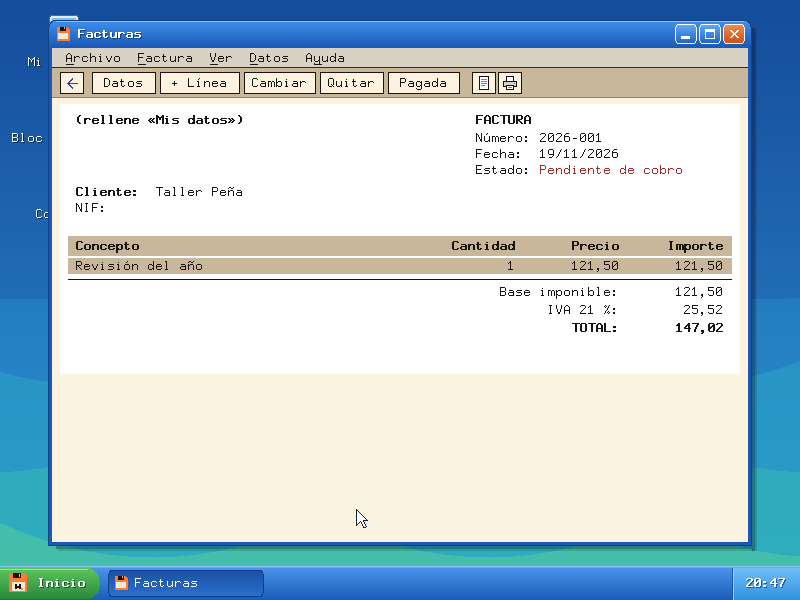 Facturas
Mi
Archivo Factura Ver Datos Ayuda
Datos + Línea Cambiar Quitar Pagada
(rellene «Mis datos») FACTURA
Bloc
Número: 2026-001
Fecha: 19/11/2026
Estado: Pendiente de cobro
Cliente: Taller Peña
NIF:
Co
Concepto Cantidad Precio Importe
Revisión del año 1 121,50 121,50
Base imponible: 121,50
IVA 21 %: 25,52
TOTAL: 147,02
Inicio Facturas 20:47